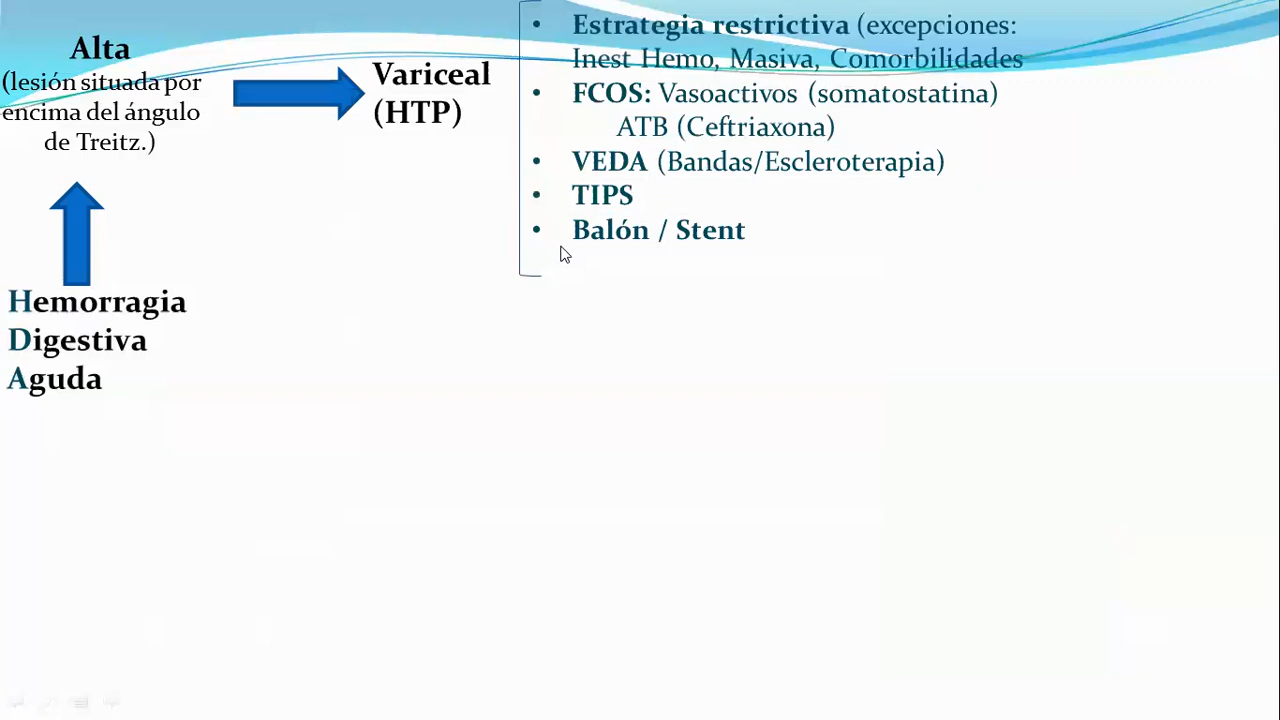 Alta
(lesión situada por
encima del ángulo
de Treitz.)
Variceal
(HTP)
• Estrategia restrictiva (excepciones:
Inest Hemo, Masiva, Comorbilidades
• FCOS: Vasoactivos (somatostatina)
ATB (Ceftriaxona)
• VEDA (Bandas/Escleroterapia)
• TIPS
• Balón / Stent
Hemorragia
Digestiva
Aguda